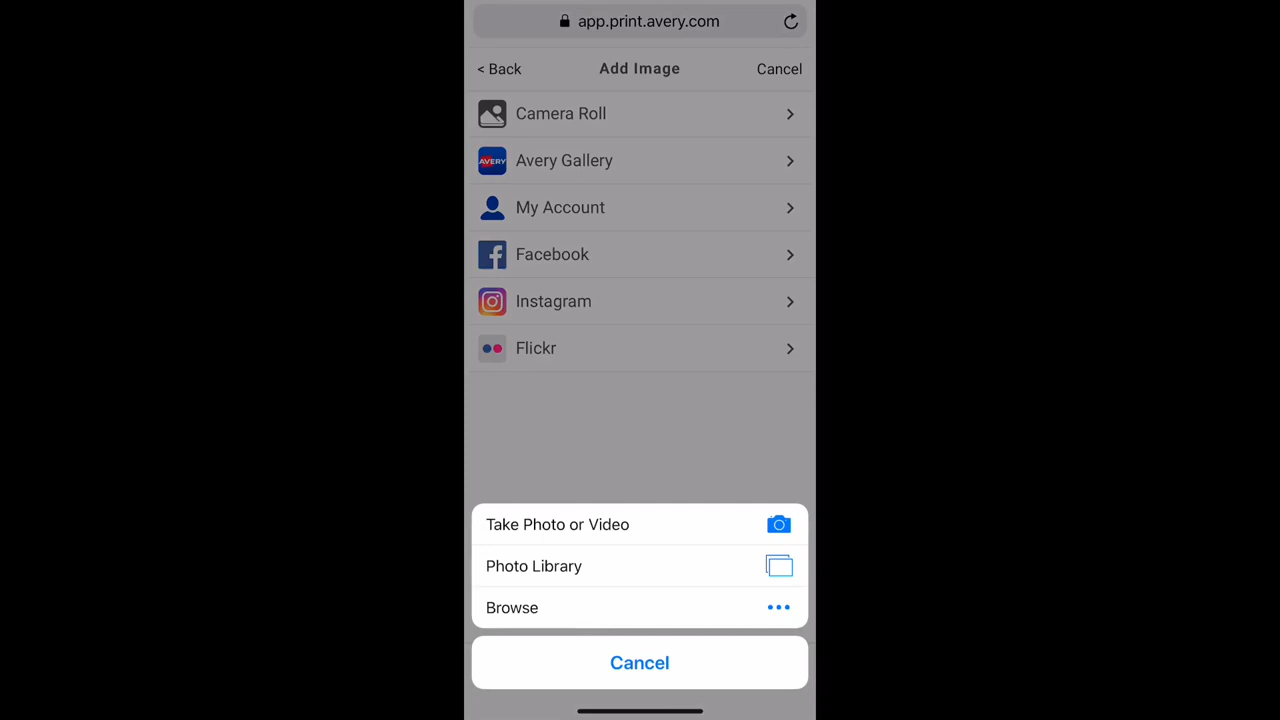 app.print.avery.com
< Back Add Image Cancel
Camera Roll
AVERY Avery Gallery
My Account
Facebook
Instagram
Flickr
Take Photo or Video
Photo Library
Browse
Cancel